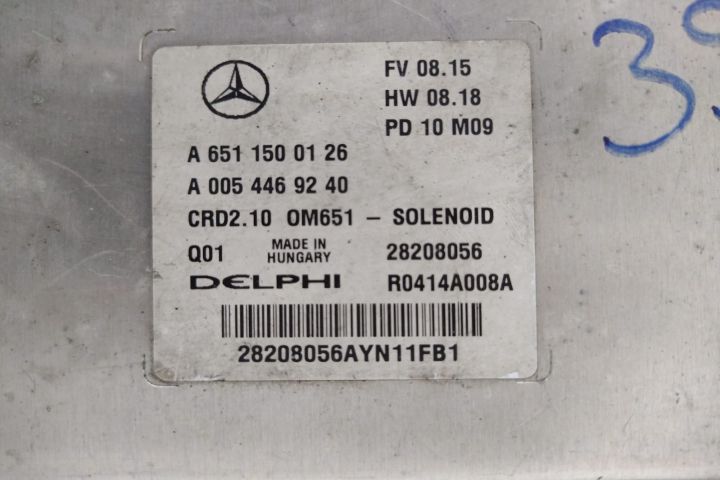 FV 08.15
HW 08.18
PD 10 M09
A 651 150 01 26
A 005 446 92 40
CRD2.10 OM651 – SOLENOID
Q01 MADE IN HUNGARY 28208056
DELPHI R0414A008A
28208056AYN11FB1